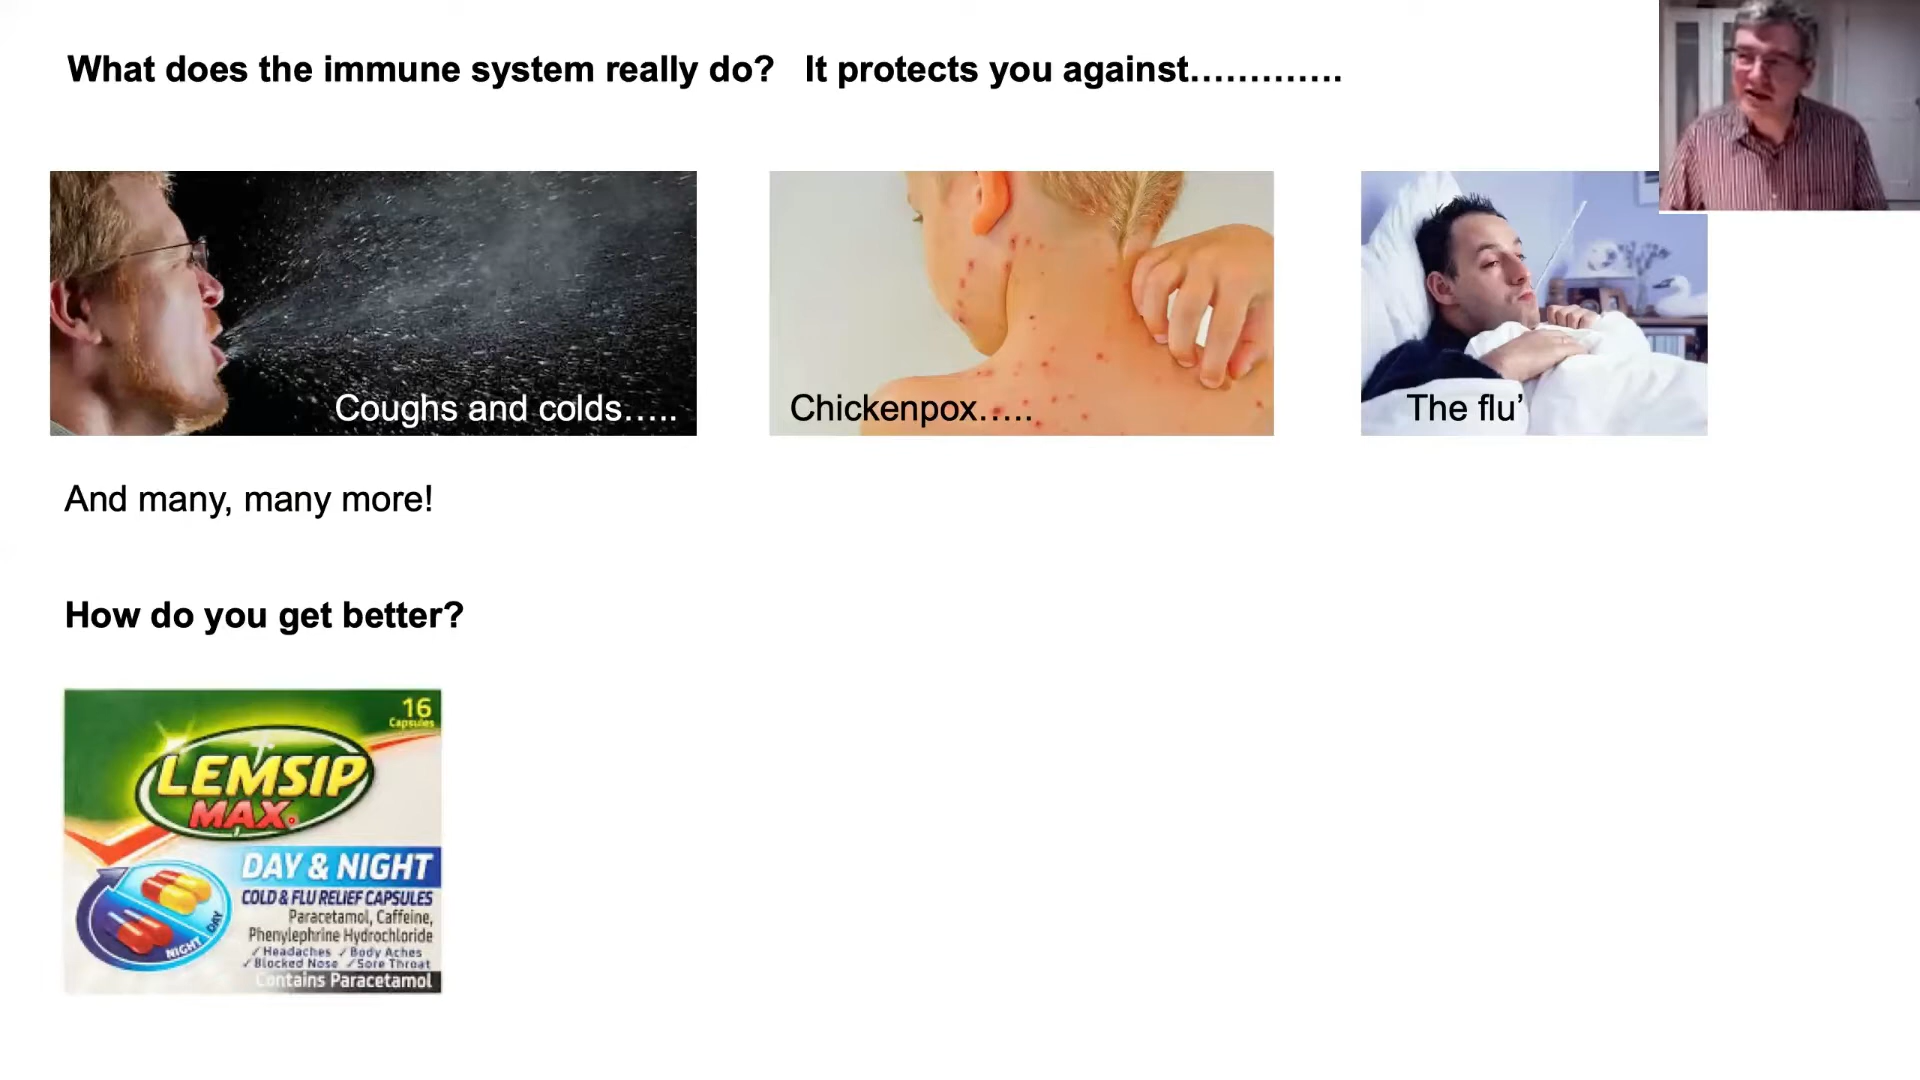 What does the immune system really do? It protects you against………….
Coughs and colds…..
Chickenpox…..
The flu’
And many, many more!
How do you get better?
16
Capsules
LEMSIP
MAX
DAY & NIGHT
COLD & FLU RELIEF CAPSULES
Paracetamol, Caffeine,
Phenylephrine Hydrochloride
✓Headaches ✓Body Aches
✓Blocked Nose ✓Sore Throat
Contains Paracetamol
DAY
NIGHT